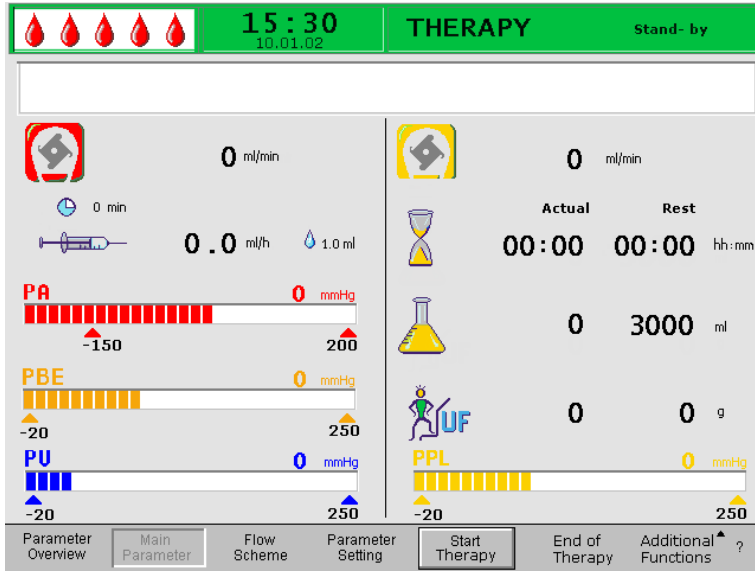 15:30
10.01.02
THERAPY
Stand- by
0 ml/min
0 min
0.0 ml/h
1.0 ml
PA 0 mmHg
-150 200
PBE 0 mmHg
-20 250
PV 0 mmHg
-20 250
0 ml/min
Actual Rest
00:00 00:00 hh:mm
0 3000 ml
UF 0 0 g
PPL 0 mmHg
-20 250
Parameter
Overview
Main
Parameter
Flow
Scheme
Parameter
Setting
Start
Therapy
End of
Therapy
Additional
Functions
?